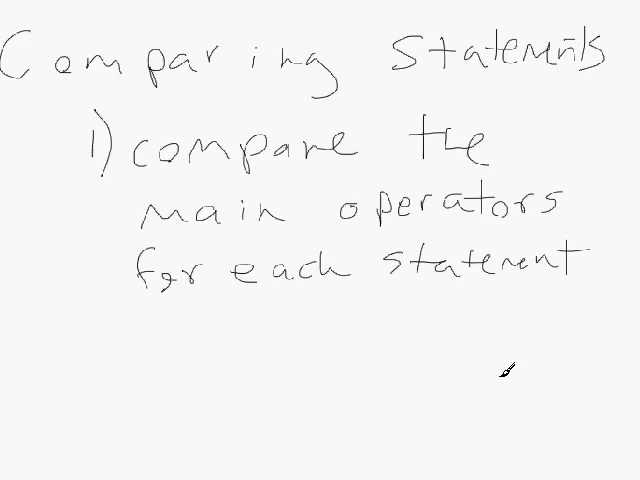 Comparing statements
1) compare the
main operators
for each statement